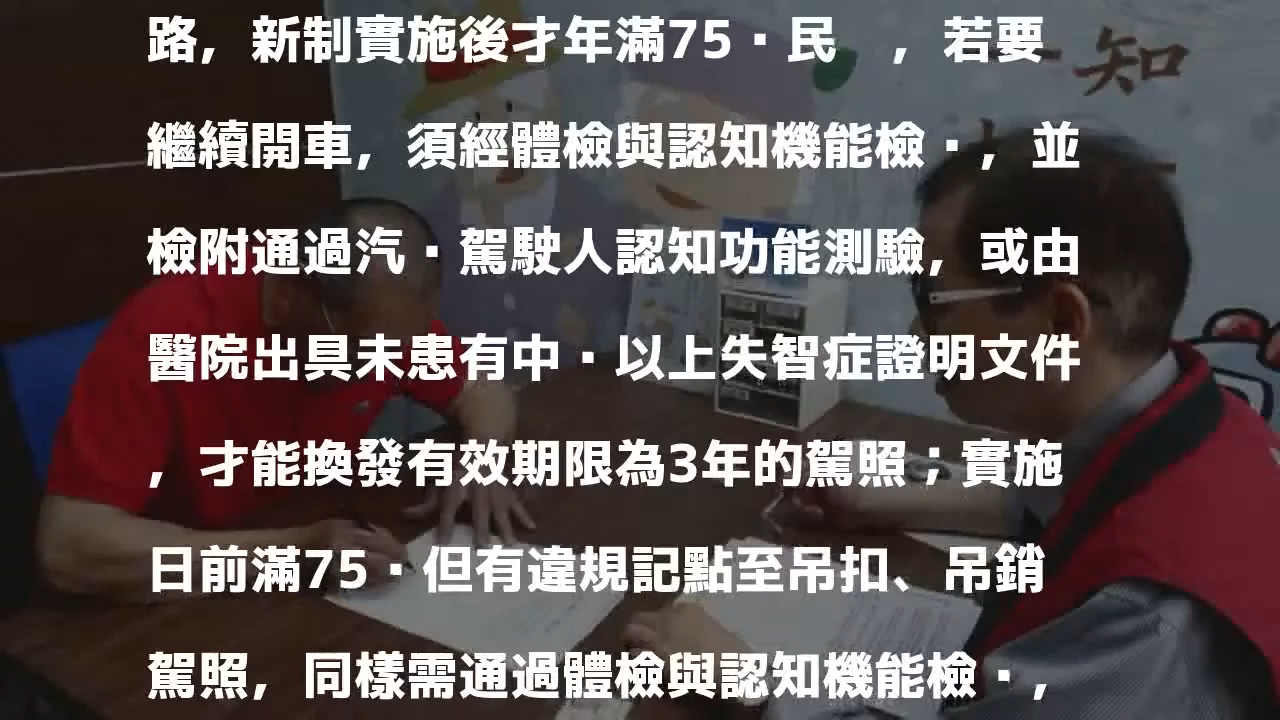 路，新制實施後才年滿75·民　，若要
繼續開車，須經體檢與認知機能檢·，並
檢附通過汽·駕駛人認知功能測驗，或由
醫院出具未患有中·以上失智症證明文件
，才能換發有效期限為3年的駕照；實施
日前滿75·但有違規記點至吊扣、吊銷
駕照，同樣需通過體檢與認知機能檢·，
知